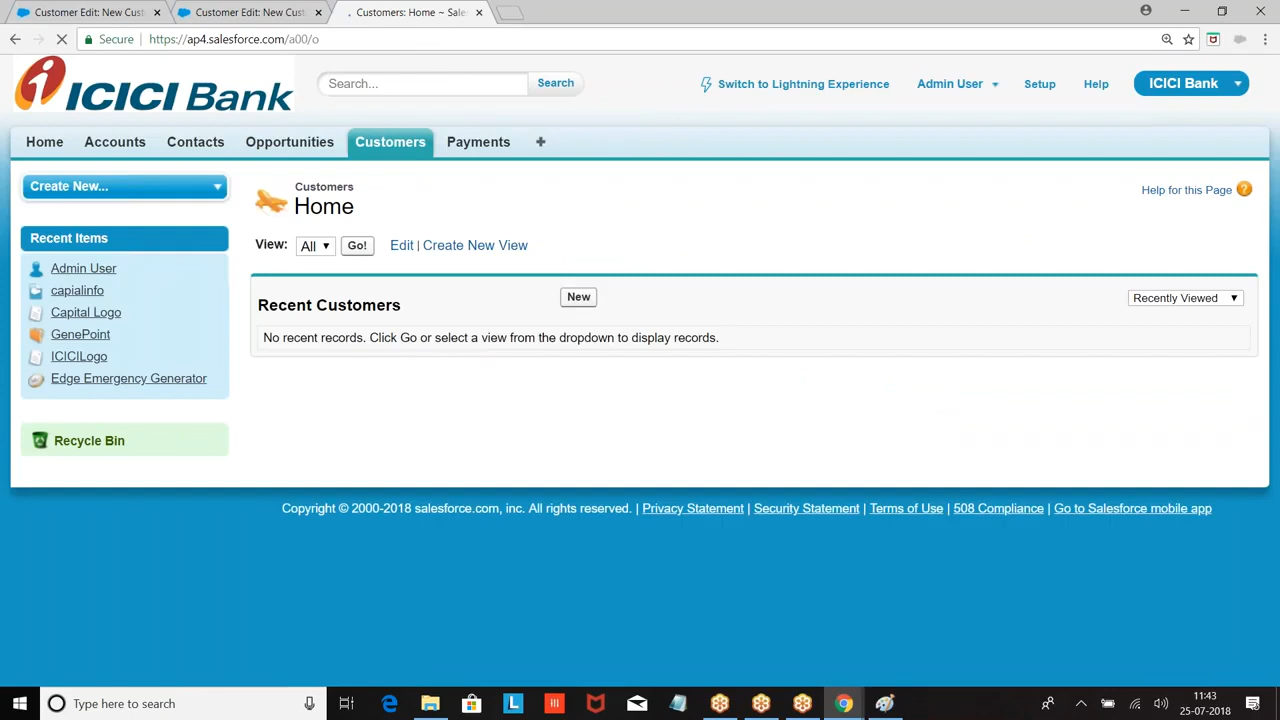 Customer Edit: New Cust
Customer Edit: New Cust
Customers: Home ~ Sales
Secure
https://ap4.salesforce.com/a00/o
ICICI Bank
Search...
Search
Switch to Lightning Experience
Admin User
Setup
Help
ICICI Bank
Home
Accounts
Contacts
Opportunities
Customers
Payments
Create New...
Customers
Home
Help for this Page
View:
All
Go!
Edit | Create New View
Recent Items
Admin User
capialinfo
Capital Logo
GenePoint
ICICILogo
Edge Emergency Generator
Recycle Bin
Recent Customers
New
Recently Viewed
No recent records. Click Go or select a view from the dropdown to display records.
Copyright © 2000-2018 salesforce.com, inc. All rights reserved. | Privacy Statement | Security Statement | Terms of Use | 508 Compliance | Go to Salesforce mobile app
Type here to search
11:43
25-07-2018